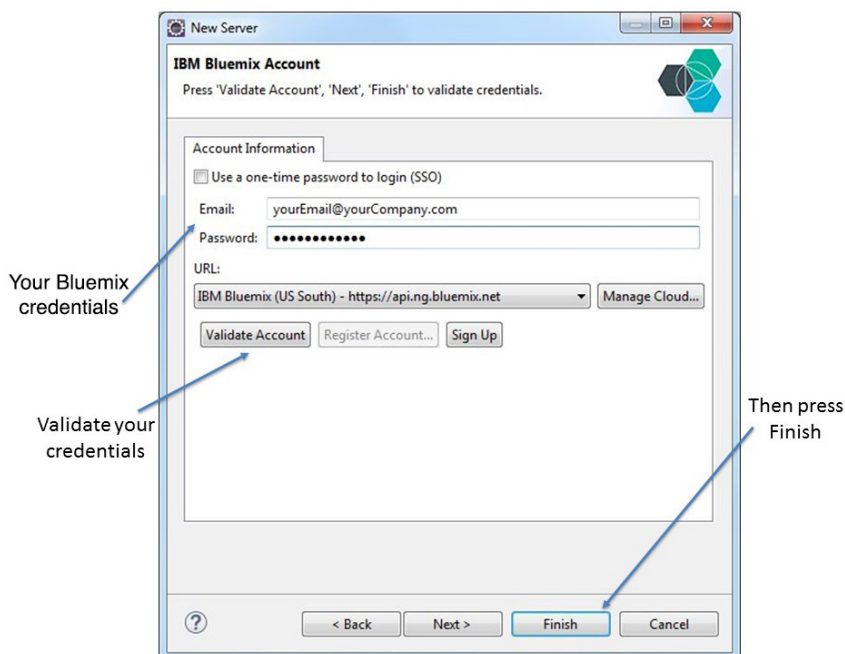 New Server
IBM Bluemix Account
Press 'Validate Account', 'Next', 'Finish' to validate credentials.
Account Information
Use a one-time password to login (SSO)
Email: yourEmail@yourCompany.com
Password: ●●●●●●●●●●●●
Your Bluemix
credentials
URL:
IBM Bluemix (US South) - https://api.ng.bluemix.net Manage Cloud...
Validate Account Register Account... Sign Up
Validate your
credentials
Then press
Finish
? < Back Next > Finish Cancel